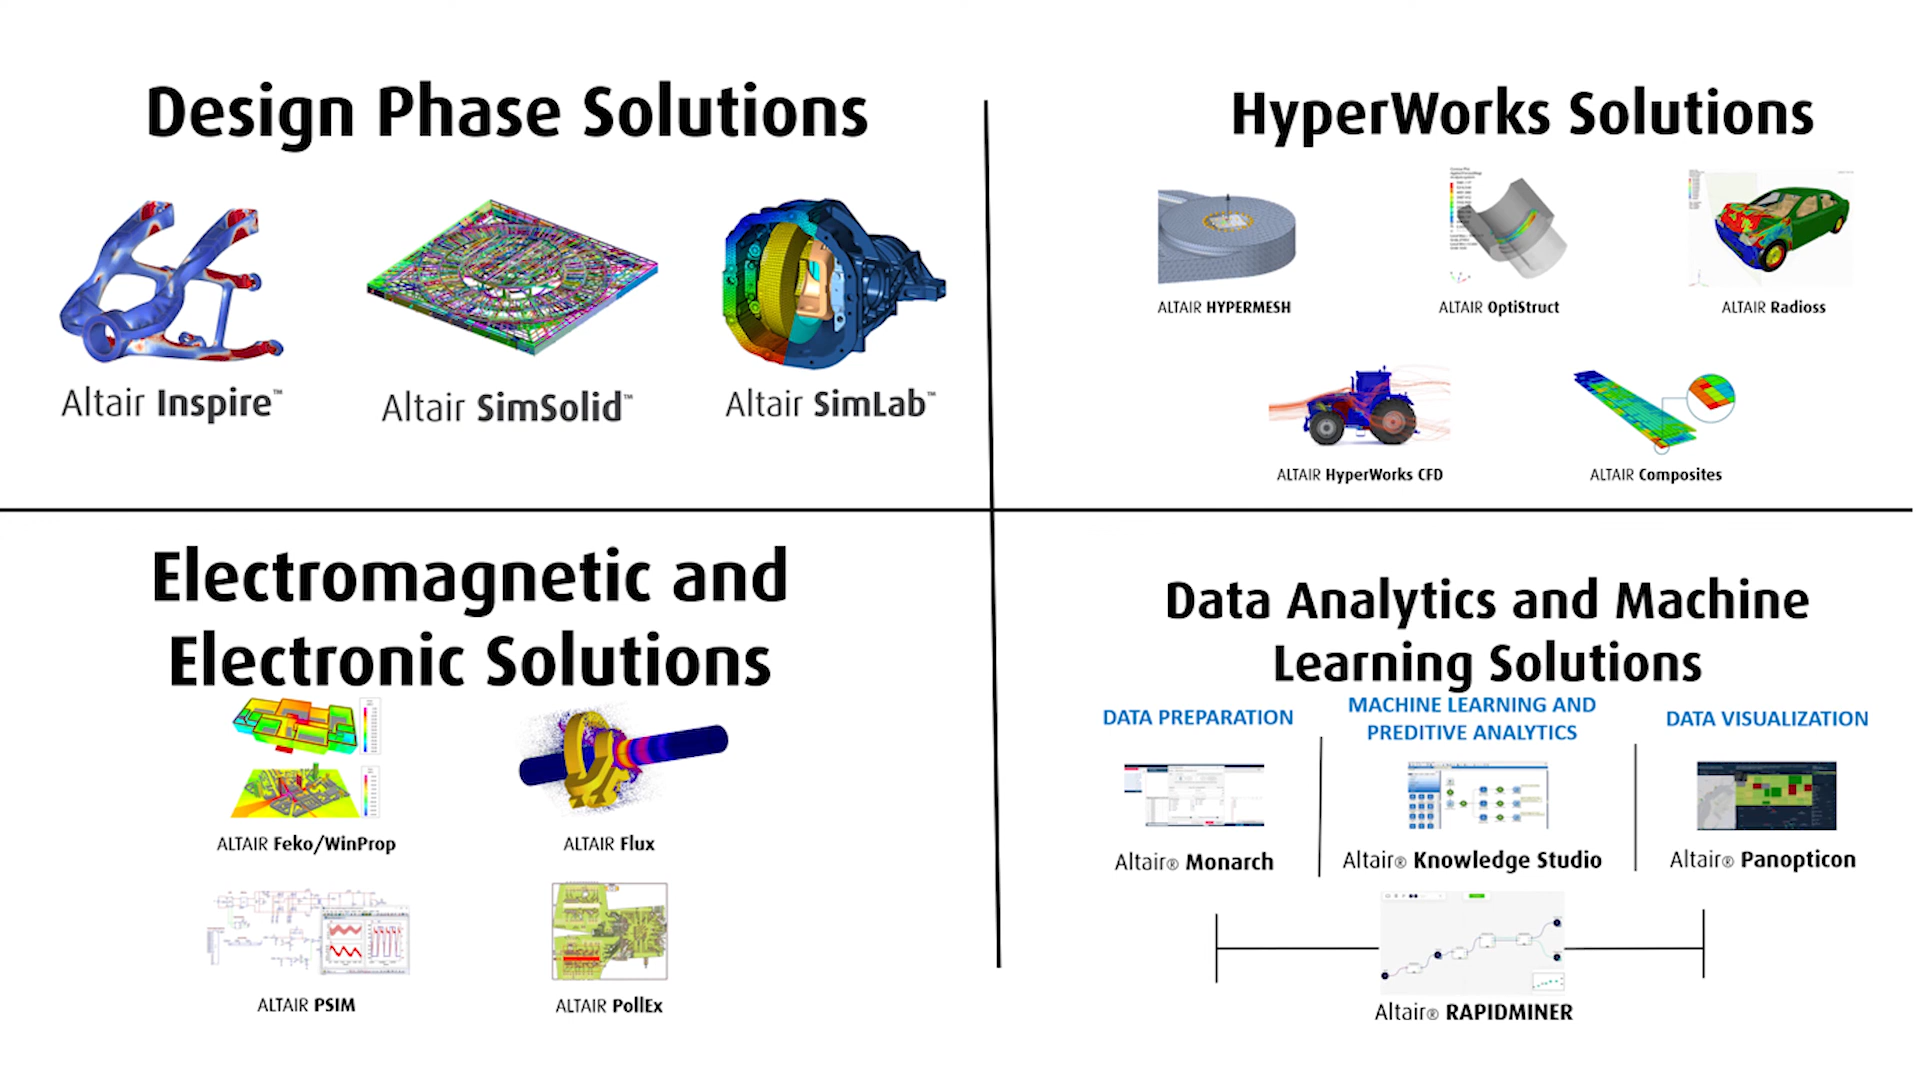 Design Phase Solutions
Altair Inspire™
Altair SimSolid™
Altair SimLab™
HyperWorks Solutions
ALTAIR HYPERMESH
ALTAIR OptiStruct
ALTAIR Radioss
ALTAIR HyperWorks CFD
ALTAIR Composites
Electromagnetic and
Electronic Solutions
ALTAIR Feko/WinProp
ALTAIR Flux
ALTAIR PSIM
ALTAIR PollEx
Data Analytics and Machine
Learning Solutions
DATA PREPARATION
MACHINE LEARNING AND
PREDITIVE ANALYTICS
DATA VISUALIZATION
Altair® Monarch
Altair® Knowledge Studio
Altair® Panopticon
Altair® RAPIDMINER